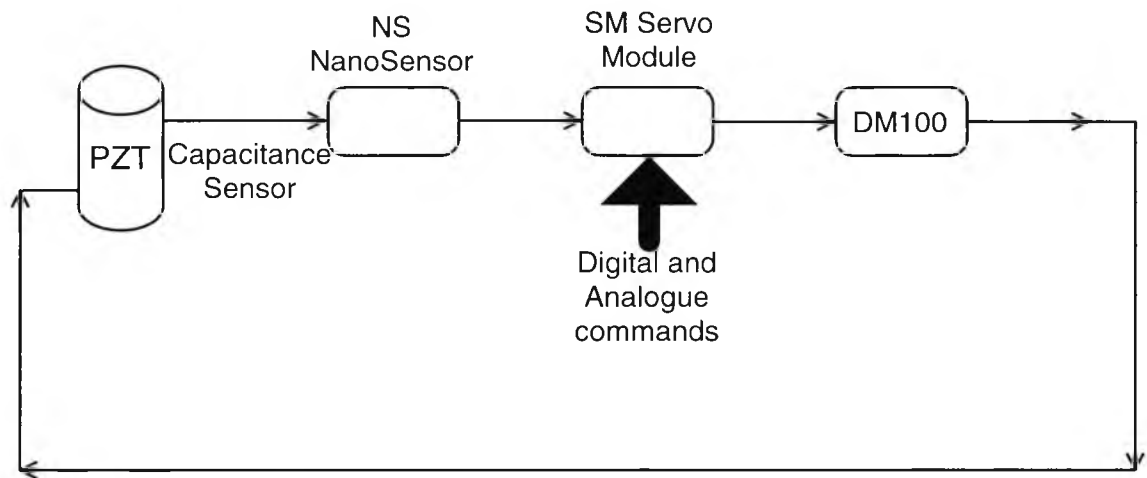 NS
NanoSensor
SM Servo
Module
PZT
Capacitance
Sensor
DM100
Digital and
Analogue
commands